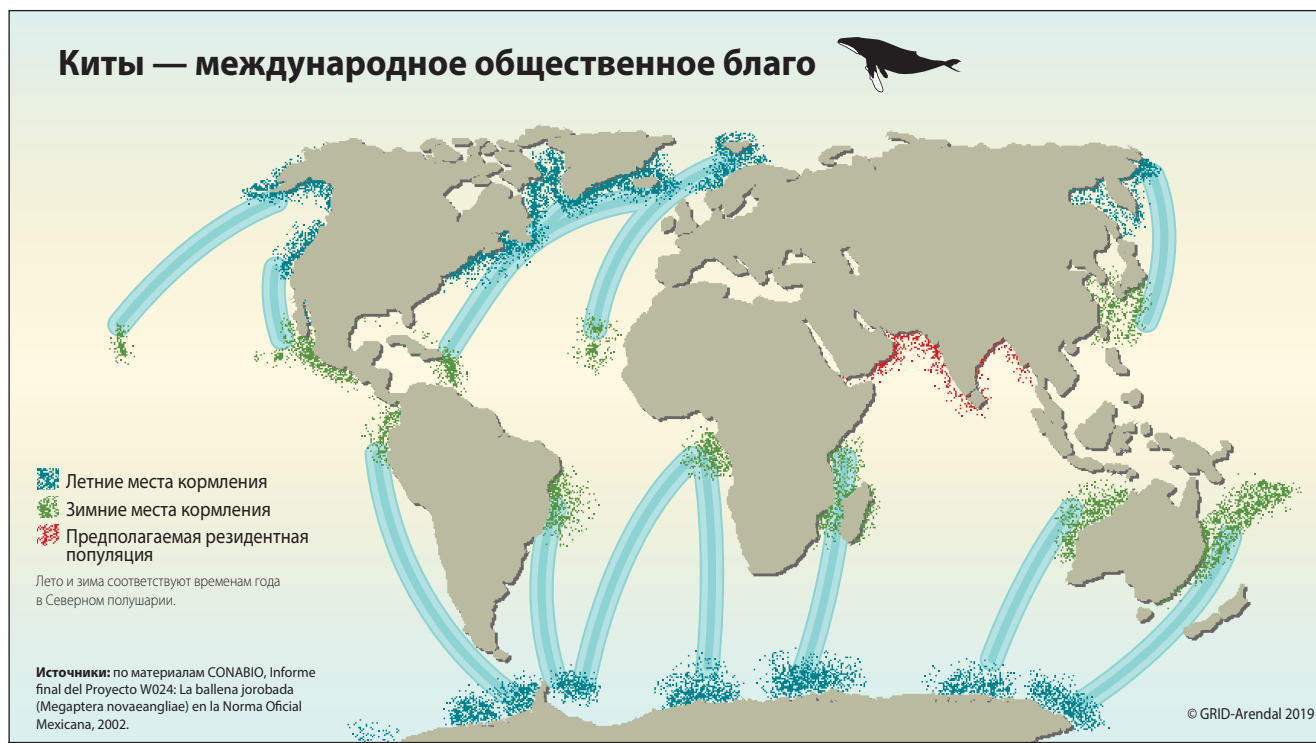 Киты — международное общественное благо
Летние места кормления
Зимние места кормления
Предполагаемая резидентная
популяция
Лето и зима соответствуют временам года
в Северном полушарии.
Источники: по материалам CONABIO, Informe
final del Proyecto W024: La ballena jorobada
(Megaptera novaeangliae) en la Norma Oficial
Mexicana, 2002.
© GRID-Arendal 2019